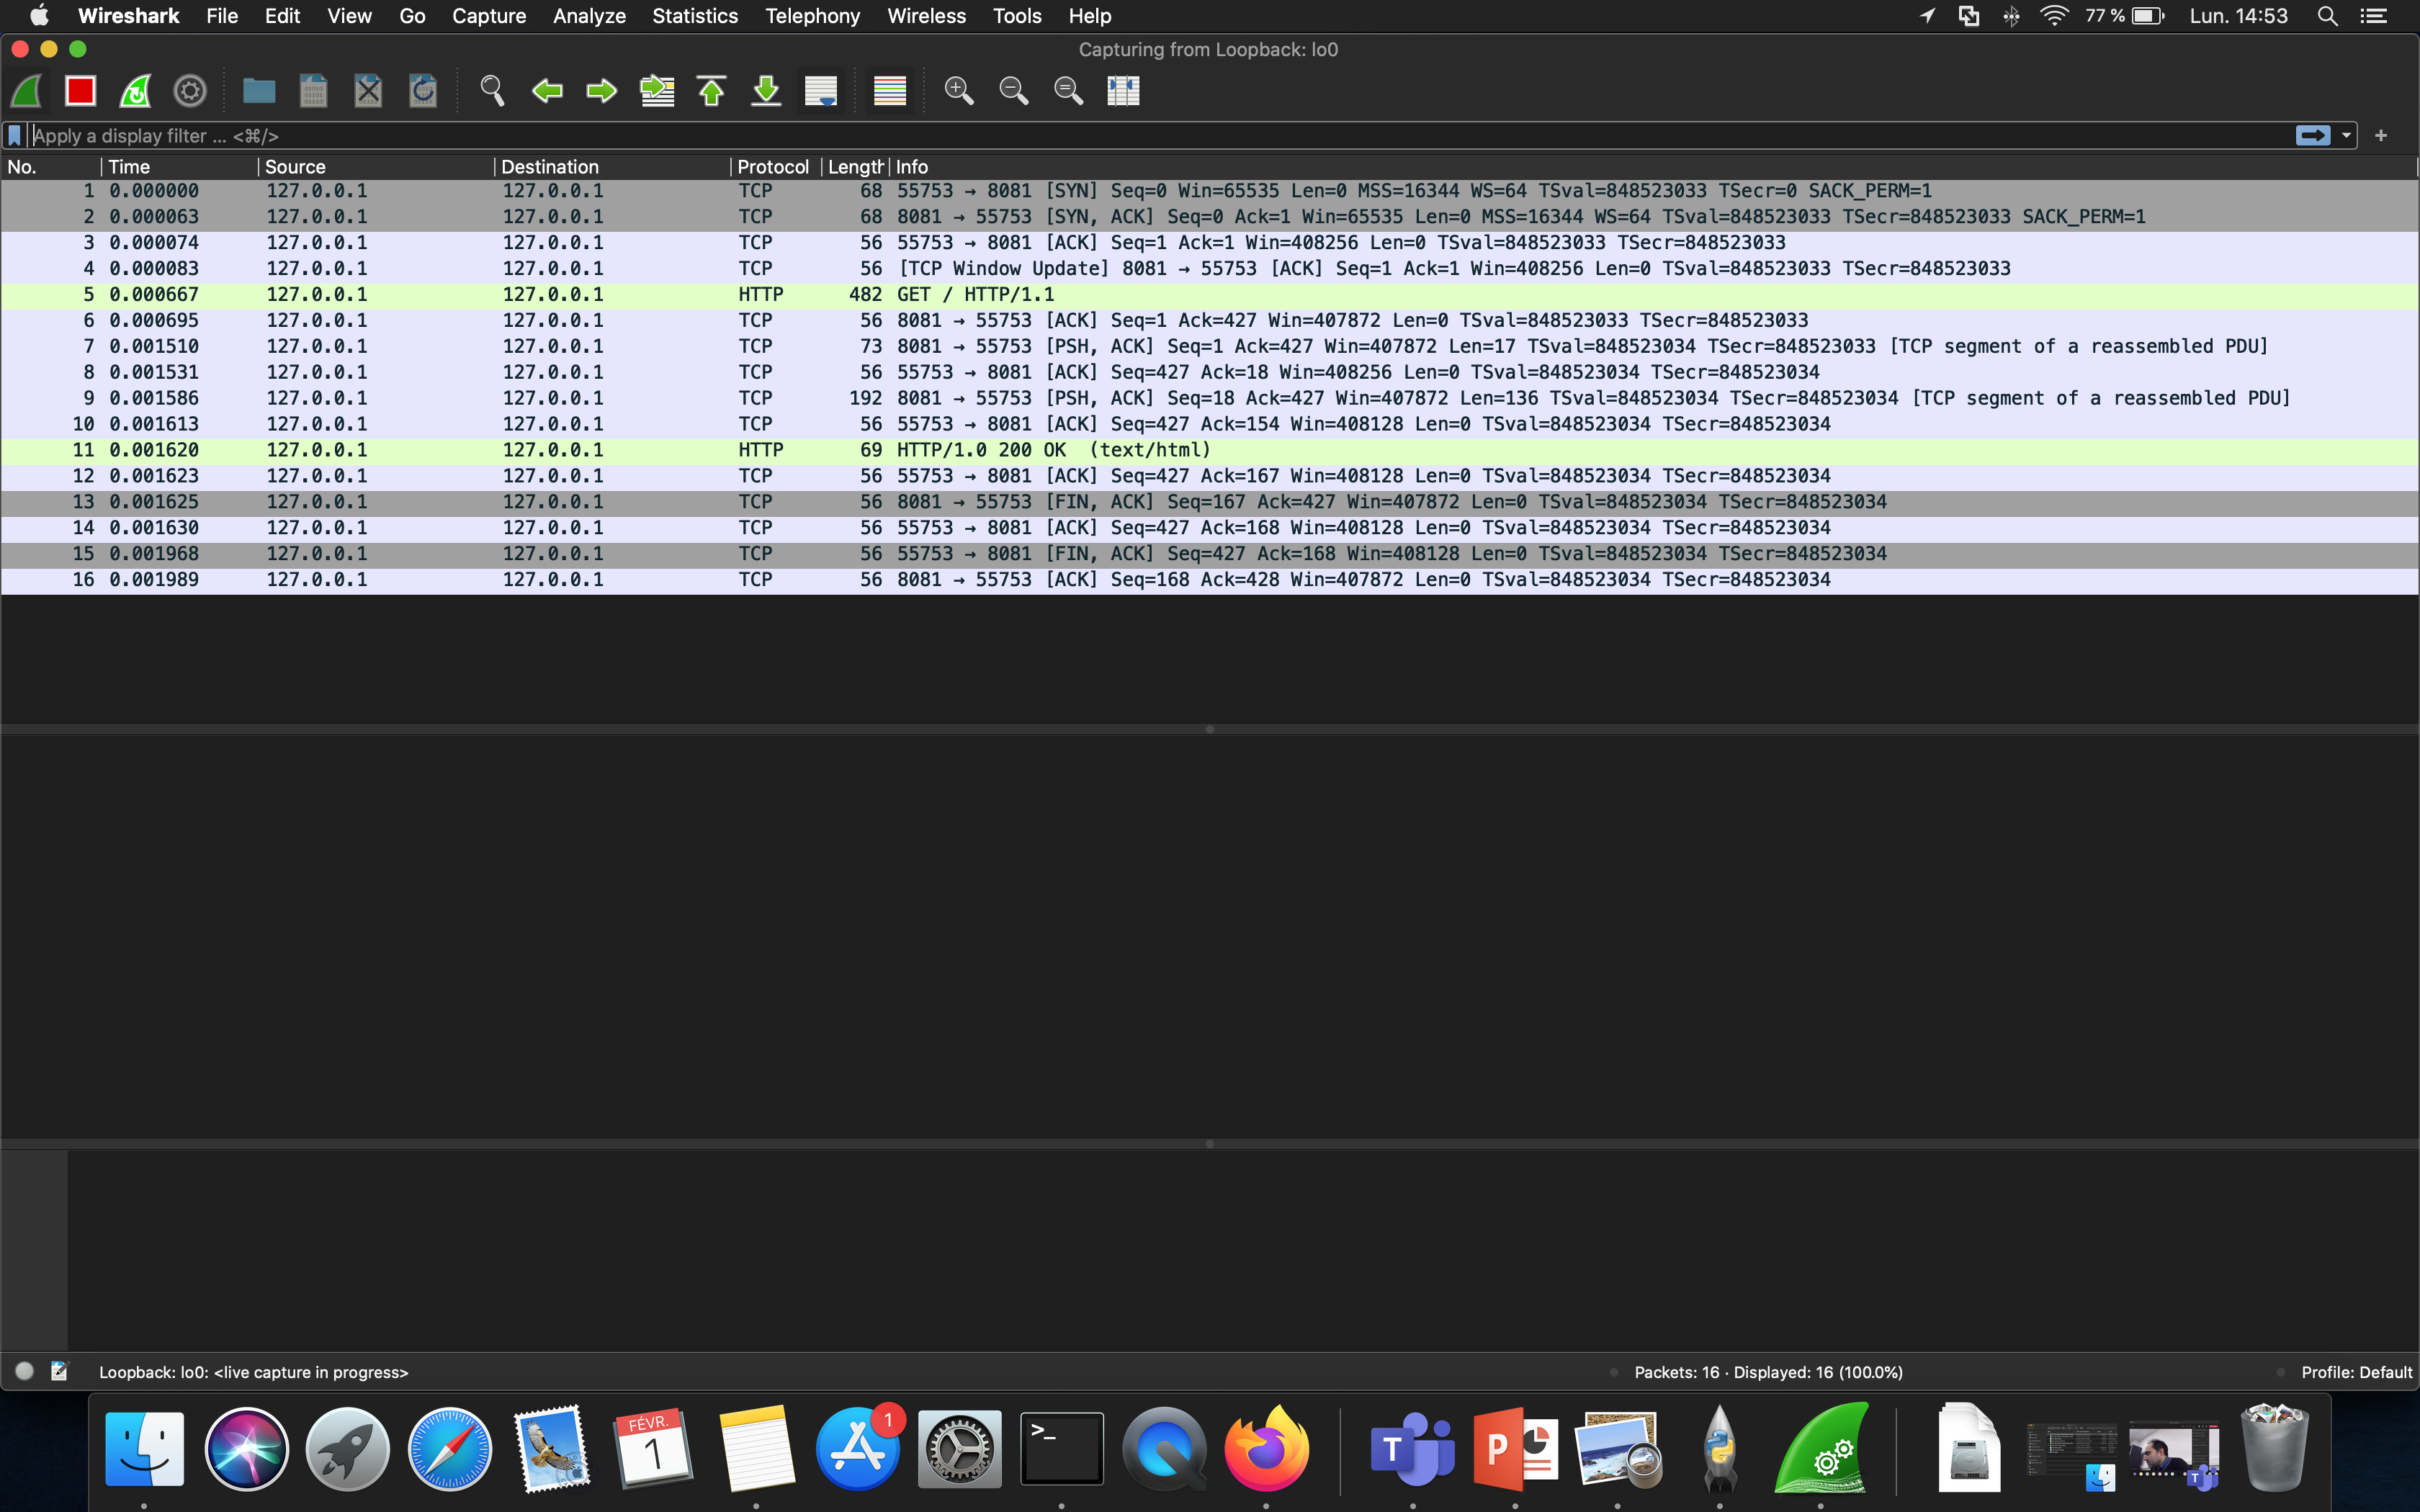 Wireshark File Edit View Go Capture Analyze Statistics Telephony Wireless Tools Help 77 % Lun. 14:53
Capturing from Loopback: lo0
Apply a display filter ... <⌘/>
No. Time Source Destination Protocol Length Info
1 0.000000 127.0.0.1 127.0.0.1 TCP 68 55753 → 8081 [SYN] Seq=0 Win=65535 Len=0 MSS=16344 WS=64 TSval=848523033 TSecr=0 SACK_PERM=1
2 0.000063 127.0.0.1 127.0.0.1 TCP 68 8081 → 55753 [SYN, ACK] Seq=0 Ack=1 Win=65535 Len=0 MSS=16344 WS=64 TSval=848523033 TSecr=848523033 SACK_PERM=1
3 0.000074 127.0.0.1 127.0.0.1 TCP 56 55753 → 8081 [ACK] Seq=1 Ack=1 Win=408256 Len=0 TSval=848523033 TSecr=848523033
4 0.000083 127.0.0.1 127.0.0.1 TCP 56 [TCP Window Update] 8081 → 55753 [ACK] Seq=1 Ack=1 Win=408256 Len=0 TSval=848523033 TSecr=848523033
5 0.000667 127.0.0.1 127.0.0.1 HTTP 482 GET / HTTP/1.1
6 0.000695 127.0.0.1 127.0.0.1 TCP 56 8081 → 55753 [ACK] Seq=1 Ack=427 Win=407872 Len=0 TSval=848523033 TSecr=848523033
7 0.001510 127.0.0.1 127.0.0.1 TCP 73 8081 → 55753 [PSH, ACK] Seq=1 Ack=427 Win=407872 Len=17 TSval=848523034 TSecr=848523033 [TCP segment of a reassembled PDU]
8 0.001531 127.0.0.1 127.0.0.1 TCP 56 55753 → 8081 [ACK] Seq=427 Ack=18 Win=408256 Len=0 TSval=848523034 TSecr=848523034
9 0.001586 127.0.0.1 127.0.0.1 TCP 192 8081 → 55753 [PSH, ACK] Seq=18 Ack=427 Win=407872 Len=136 TSval=848523034 TSecr=848523034 [TCP segment of a reassembled PDU]
10 0.001613 127.0.0.1 127.0.0.1 TCP 56 55753 → 8081 [ACK] Seq=427 Ack=154 Win=408128 Len=0 TSval=848523034 TSecr=848523034
11 0.001620 127.0.0.1 127.0.0.1 HTTP 69 HTTP/1.0 200 OK (text/html)
12 0.001623 127.0.0.1 127.0.0.1 TCP 56 55753 → 8081 [ACK] Seq=427 Ack=167 Win=408128 Len=0 TSval=848523034 TSecr=848523034
13 0.001625 127.0.0.1 127.0.0.1 TCP 56 8081 → 55753 [FIN, ACK] Seq=167 Ack=427 Win=407872 Len=0 TSval=848523034 TSecr=848523034
14 0.001630 127.0.0.1 127.0.0.1 TCP 56 55753 → 8081 [ACK] Seq=427 Ack=168 Win=408128 Len=0 TSval=848523034 TSecr=848523034
15 0.001968 127.0.0.1 127.0.0.1 TCP 56 55753 → 8081 [FIN, ACK] Seq=427 Ack=168 Win=408128 Len=0 TSval=848523034 TSecr=848523034
16 0.001989 127.0.0.1 127.0.0.1 TCP 56 8081 → 55753 [ACK] Seq=168 Ack=428 Win=407872 Len=0 TSval=848523034 TSecr=848523034
Loopback: lo0: <live capture in progress> Packets: 16 · Displayed: 16 (100.0%) Profile: Default
FÉVR.
1
1
>_
T
P
T